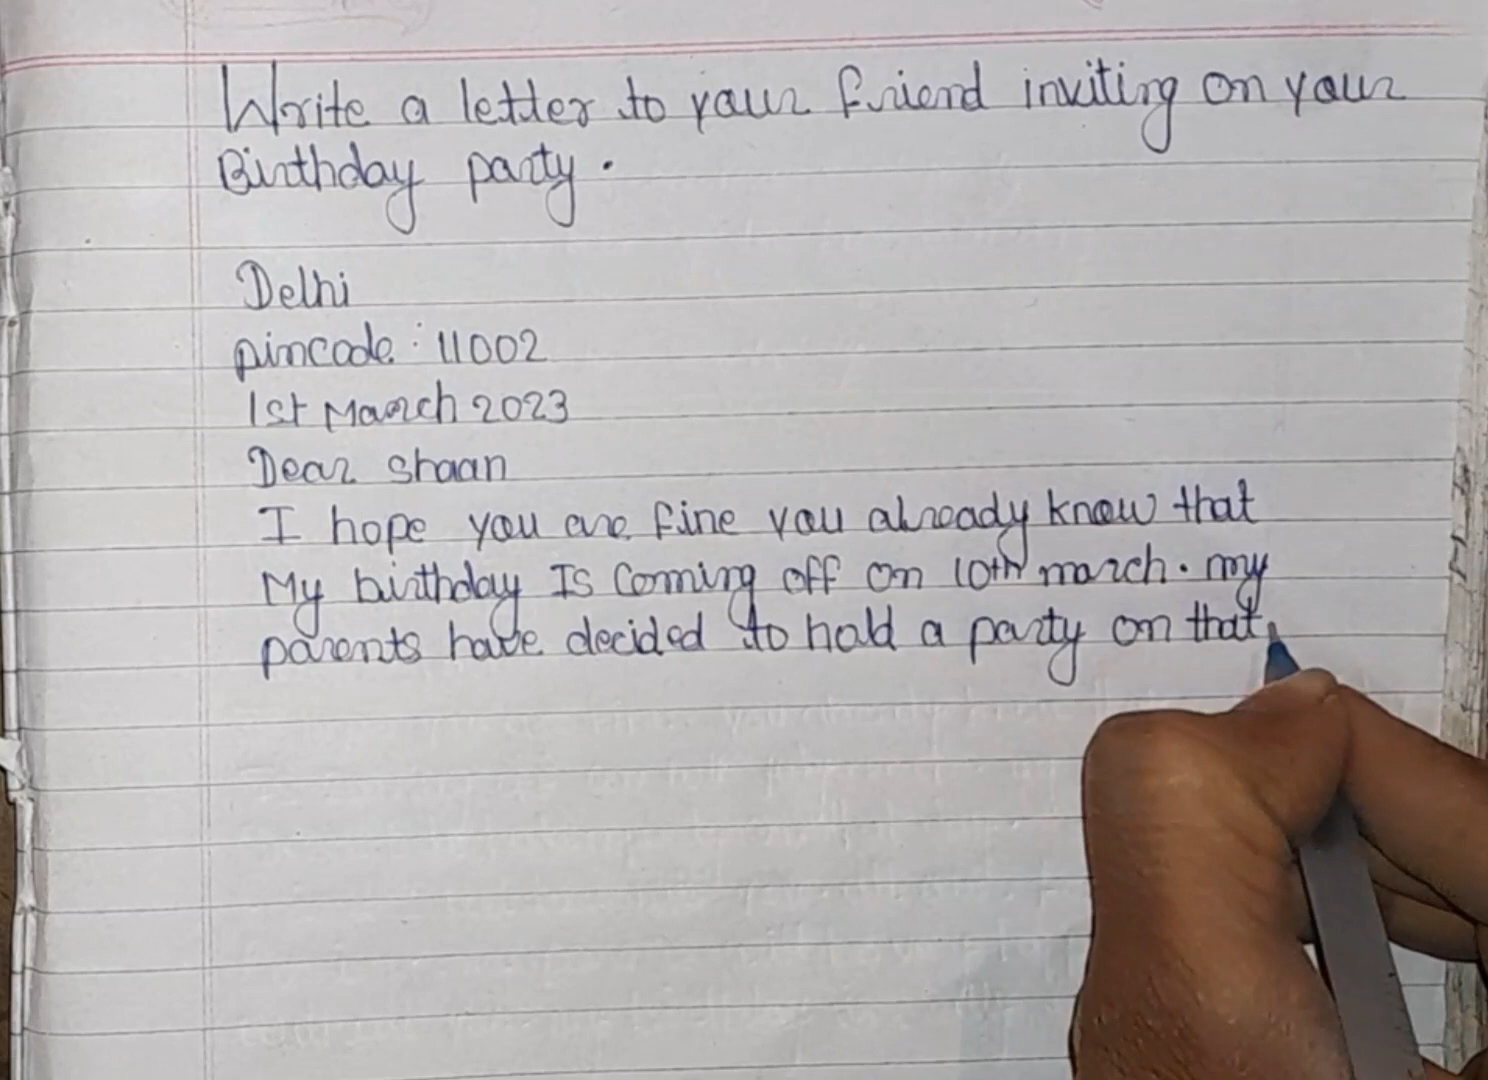 Write a letter to your friend inviting on your
Birthday party.
Delhi
pincode : 11002
1st March 2023
Dear shaan
I hope you are fine you already know that
My birthday Is Coming off on 10th march. my
parents have decided to hold a party on that